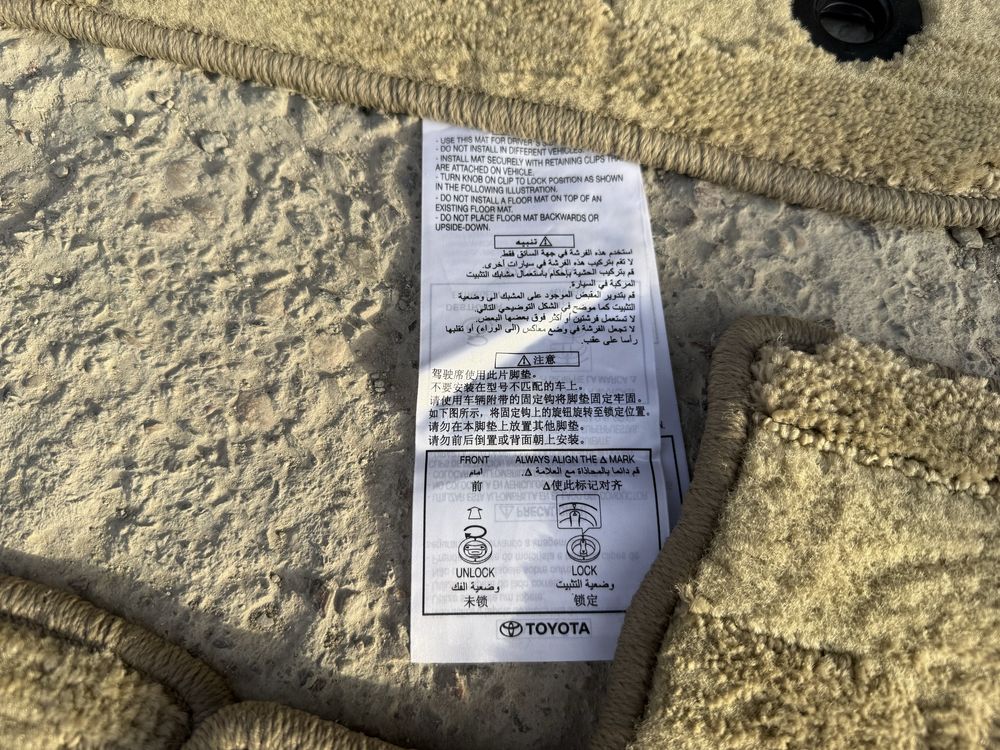 - USE THIS MAT FOR DRIVER'S
- DO NOT INSTALL IN DIFFERENT VEHICLES.
- INSTALL MAT SECURELY WITH RETAINING CLIPS
ARE ATTACHED ON VEHICLE.
- TURN KNOB ON CLIP TO LOCK POSITION AS SHOWN
IN THE FOLLOWING ILLUSTRATION.
- DO NOT INSTALL A FLOOR MAT ON TOP OF AN
EXISTING FLOOR MAT.
- DO NOT PLACE FLOOR MAT BACKWARDS OR
UPSIDE-DOWN.
⚠ تنبيه
استخدم هذه الفرشة في جهة السائق فقط.
لا تقم بتركيب هذه الفرشة في سيارات أخرى.
قم بتركيب الحشية بإحكام باستعمال مشابك التثبيت
المركبة في السيارة.
قم بتدوير المقبض الموجود على المشبك الى وضعية
التثبيت كما موضح في الشكل التوضيحي التالي.
لا تستعمل فرشتين أو أكثر فوق بعضها البعض.
لا تجعل الفرشة في وضع معاكس (الى الوراء) أو تقلبها
رأسا على عقب.
⚠注意
驾驶席使用此片脚垫。
不要安装在型号不匹配的车上。
请使用车辆附带的固定钩将脚垫固定牢固。
如下图所示，将固定钩上的旋钮旋转至锁定位置。
请勿在本脚垫上放置其他脚垫。
请勿前后倒置或背面朝上安装。
FRONT ALWAYS ALIGN THE Δ MARK
امام قم دائما بالمحاذاة مع العلامة Δ.
前 Δ使此标记对齐
UNLOCK LOCK
وضعية الفك وضعية التثبيت
未锁 锁定
TOYOTA